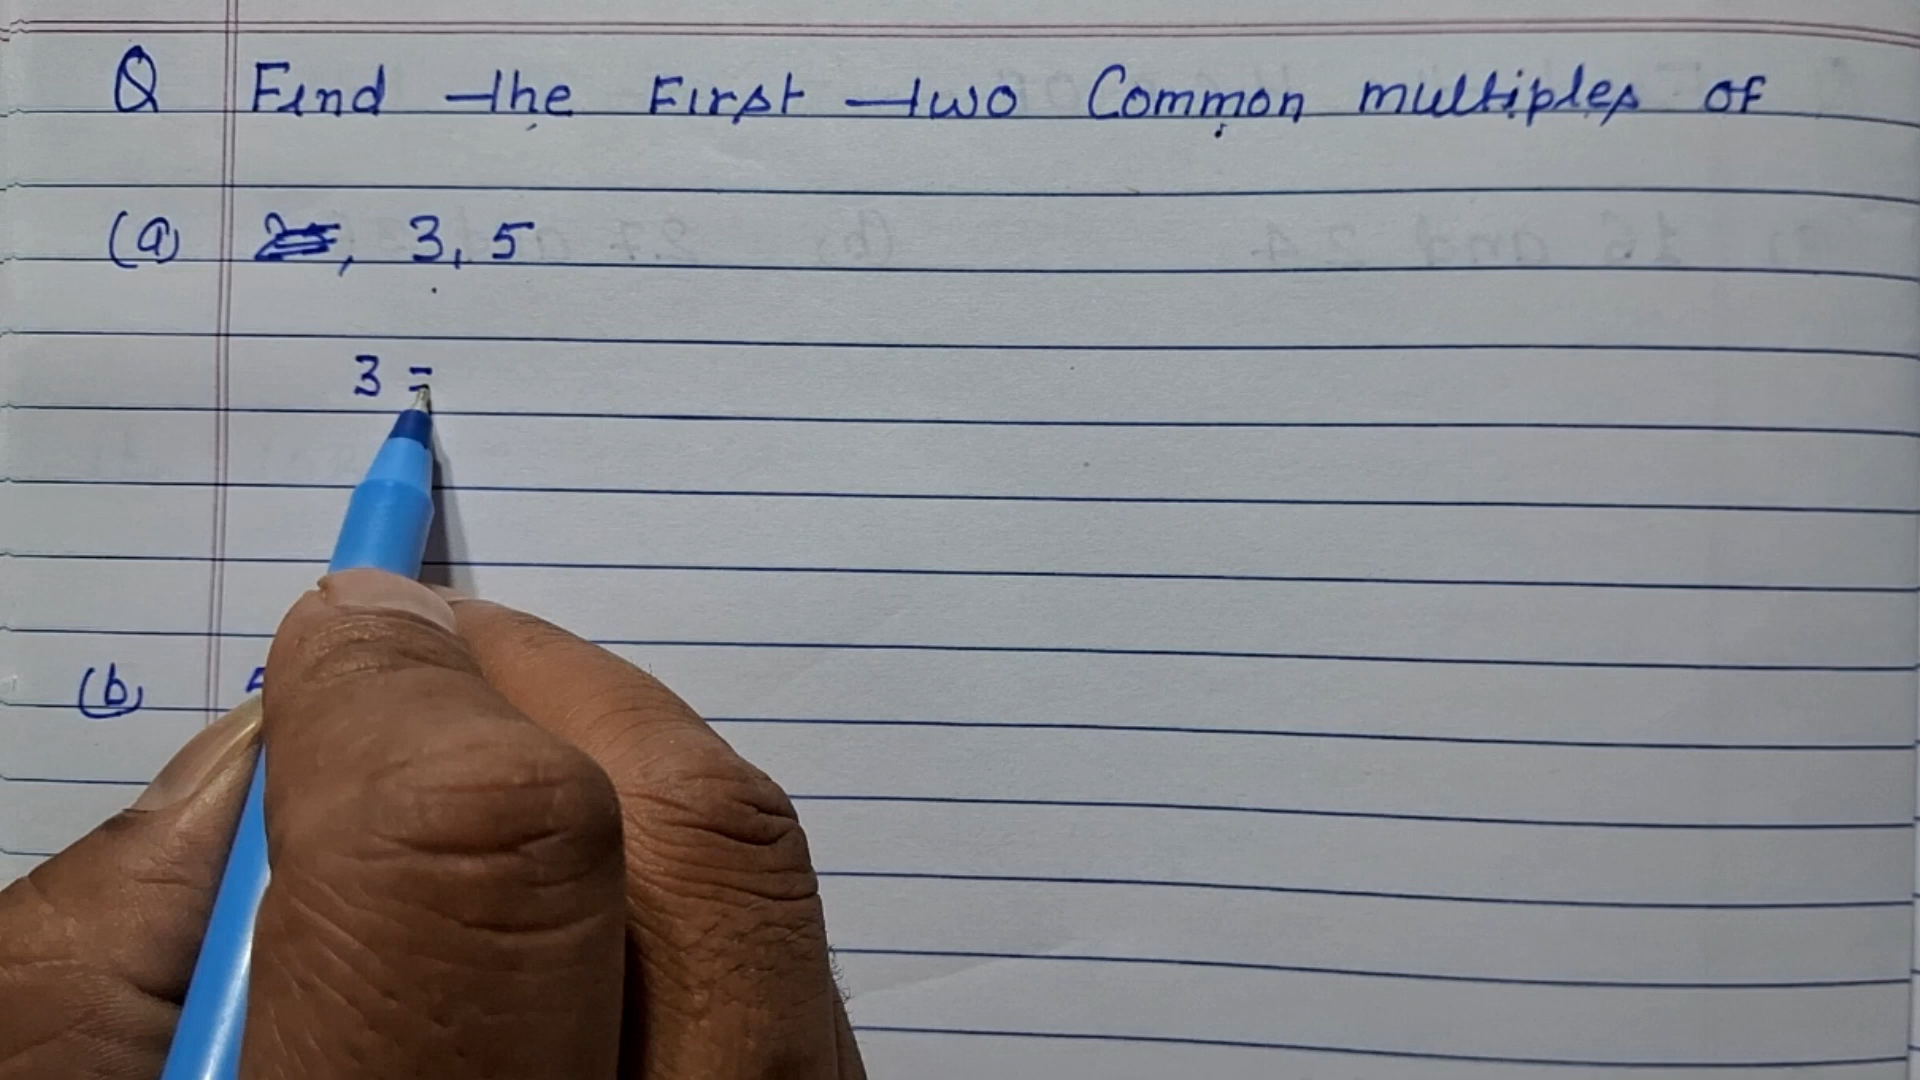 Q Find the First two Common multiples of
(a) , 3, 5
3 =
(b)